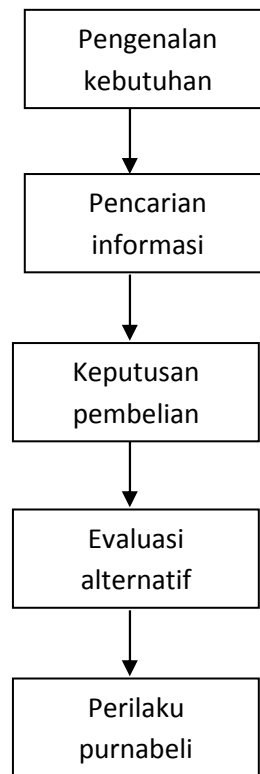 Pengenalan
kebutuhan
Pencarian
informasi
Keputusan
pembelian
Evaluasi
alternatif
Perilaku
purnabeli